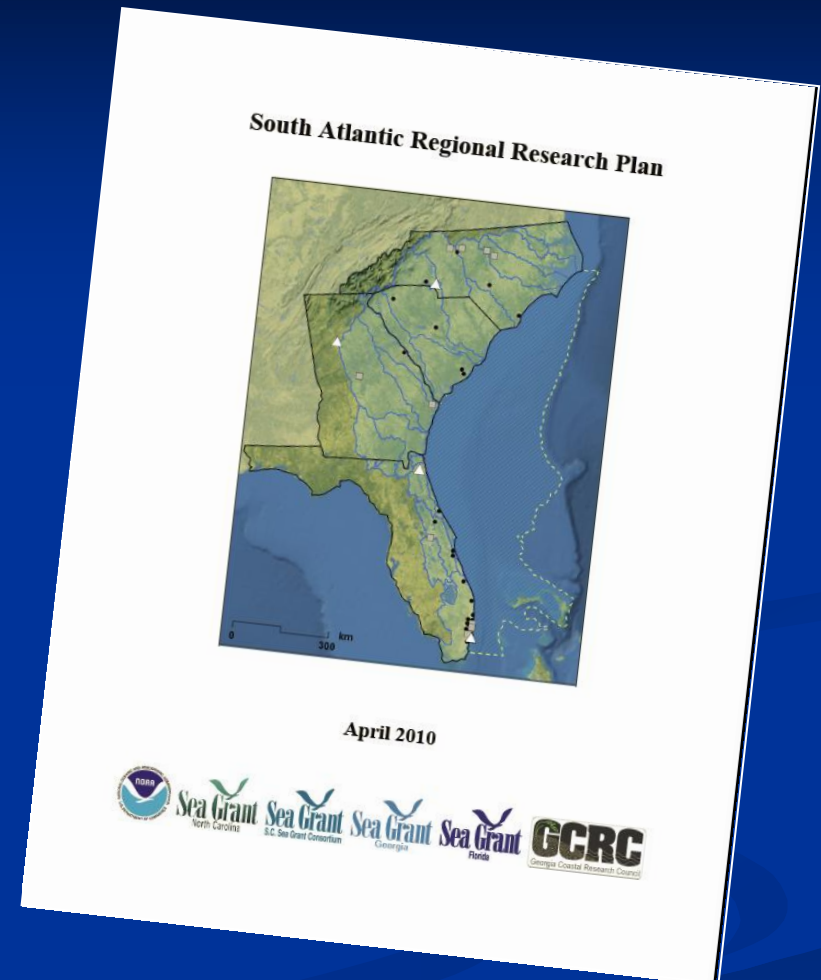 South Atlantic Regional Research Plan
0
km
300
April 2010
NOAA
Sea Grant
North Carolina
Sea Grant
S.C. Sea Grant Consortium
Sea Grant
Georgia
Sea Grant
Florida
GCRC
Georgia Coastal Research Council